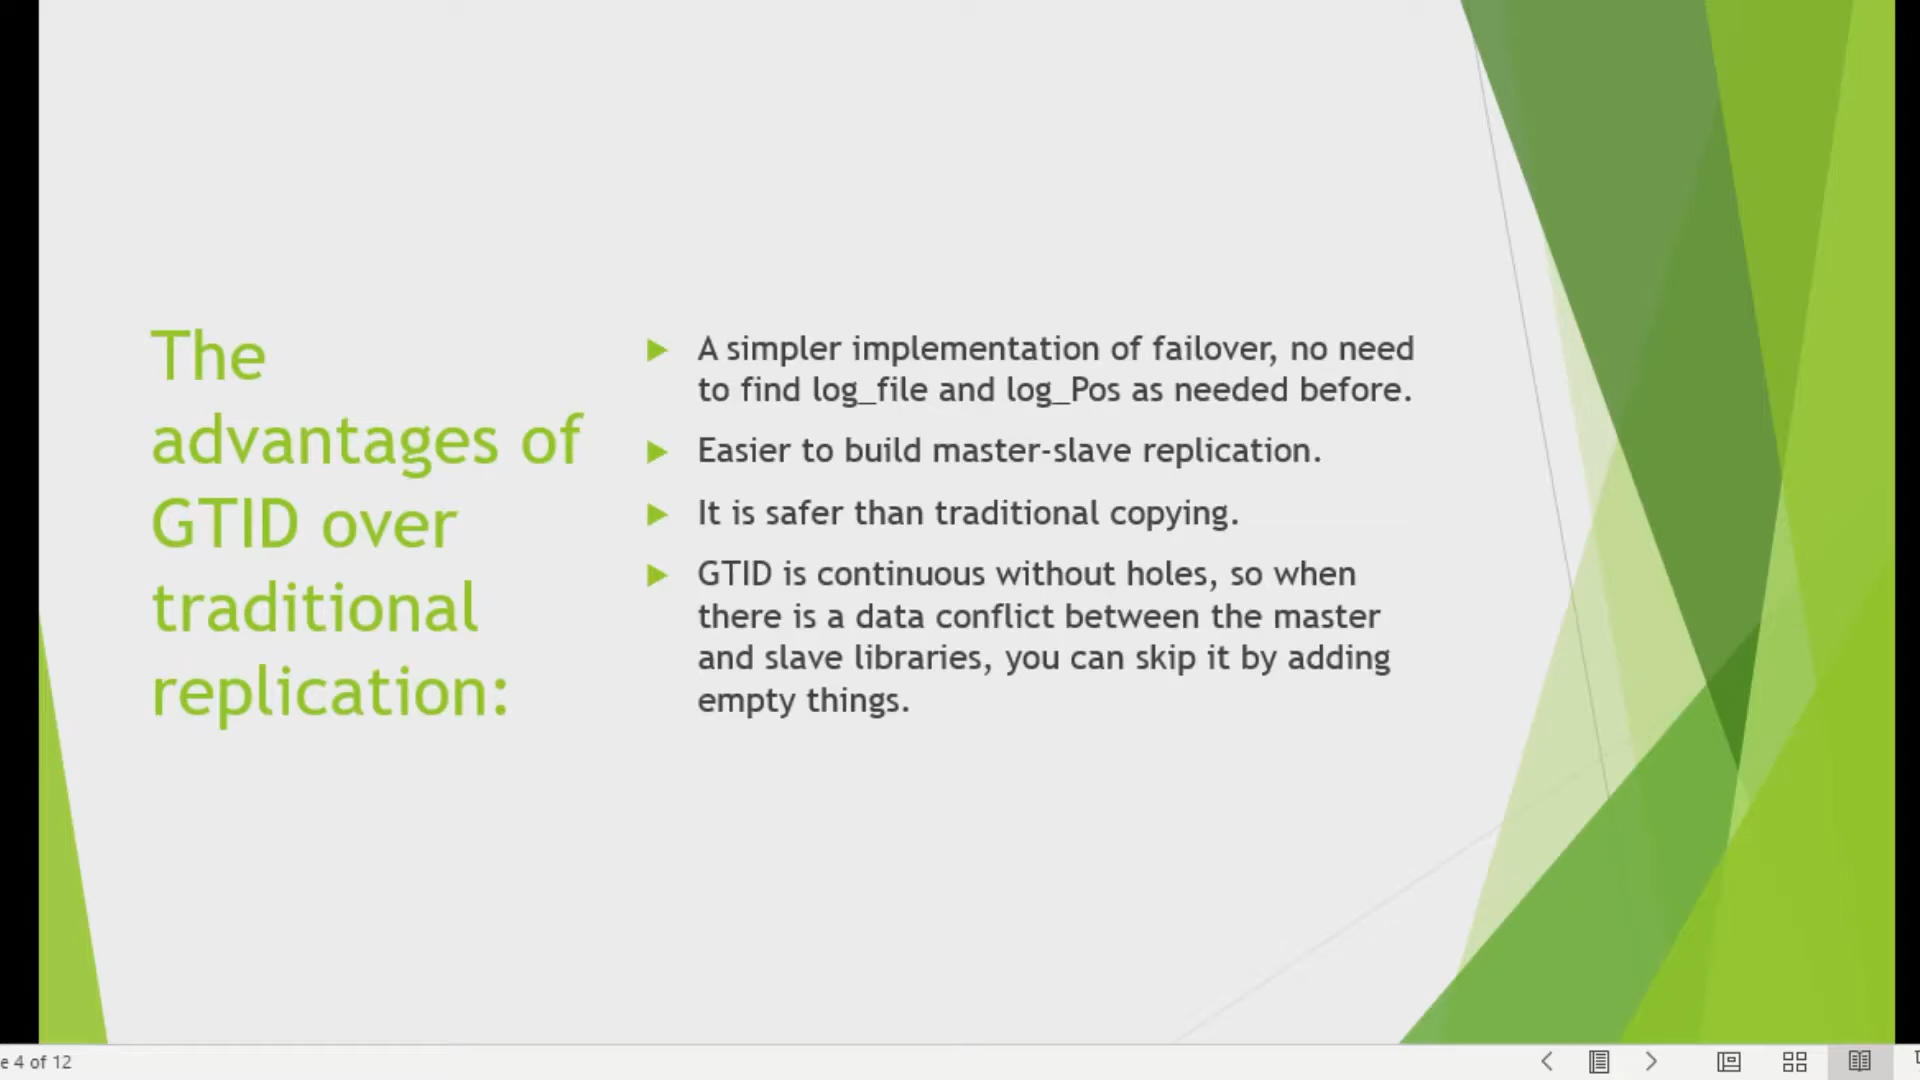 The
advantages of
GTID over
traditional
replication:
A simpler implementation of failover, no need
to find log_file and log_Pos as needed before.
Easier to build master-slave replication.
It is safer than traditional copying.
GTID is continuous without holes, so when
there is a data conflict between the master
and slave libraries, you can skip it by adding
empty things.
e 4 of 12